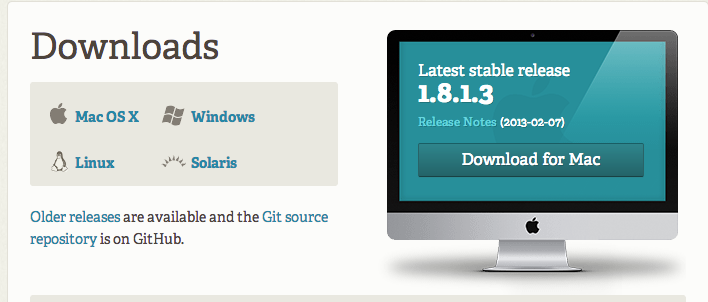 Downloads
Mac OS X
Windows
Linux
Solaris
Older releases are available and the Git source
repository is on GitHub.
Latest stable release
1.8.1.3
Release Notes (2013-02-07)
Download for Mac